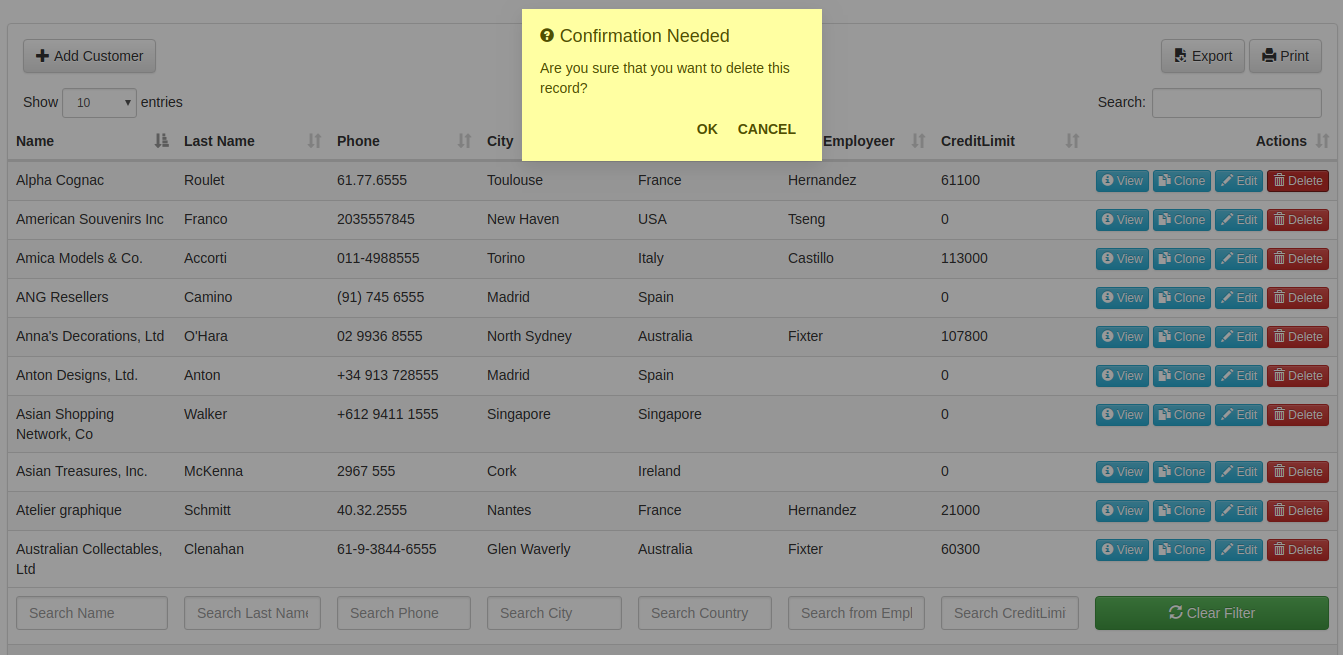 Confirmation Needed
Are you sure that you want to delete this
record?
OK CANCEL
Add Customer Export Print
Show 10 entries Search:
Name Last Name Phone City Employeer CreditLimit Actions
Alpha Cognac Roulet 61.77.6555 Toulouse France Hernandez 61100 View Clone Edit Delete
American Souvenirs Inc Franco 2035557845 New Haven USA Tseng 0 View Clone Edit Delete
Amica Models & Co. Accorti 011-4988555 Torino Italy Castillo 113000 View Clone Edit Delete
ANG Resellers Camino (91) 745 6555 Madrid Spain 0 View Clone Edit Delete
Anna's Decorations, Ltd O'Hara 02 9936 8555 North Sydney Australia Fixter 107800 View Clone Edit Delete
Anton Designs, Ltd. Anton +34 913 728555 Madrid Spain 0 View Clone Edit Delete
Asian Shopping Walker +612 9411 1555 Singapore Singapore 0 View Clone Edit Delete
Network, Co
Asian Treasures, Inc. McKenna 2967 555 Cork Ireland 0 View Clone Edit Delete
Atelier graphique Schmitt 40.32.2555 Nantes France Hernandez 21000 View Clone Edit Delete
Australian Collectables, Clenahan 61-9-3844-6555 Glen Waverly Australia Fixter 60300 View Clone Edit Delete
Ltd
Search Name Search Last Name Search Phone Search City Search Country Search from Empl Search CreditLimi Clear Filter